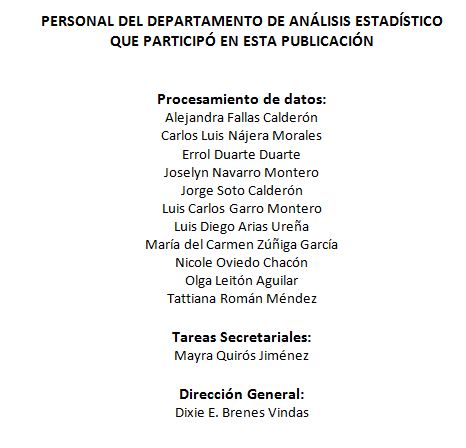 PERSONAL DEL DEPARTAMENTO DE ANÁLISIS ESTADÍSTICO
QUE PARTICIPÓ EN ESTA PUBLICACIÓN
Procesamiento de datos:
Alejandra Fallas Calderón
Carlos Luis Nájera Morales
Errol Duarte Duarte
Joselyn Navarro Montero
Jorge Soto Calderón
Luis Carlos Garro Montero
Luis Diego Arias Ureña
María del Carmen Zúñiga García
Nicole Oviedo Chacón
Olga Leitón Aguilar
Tattiana Román Méndez
Tareas Secretariales:
Mayra Quirós Jiménez
Dirección General:
Dixie E. Brenes Vindas